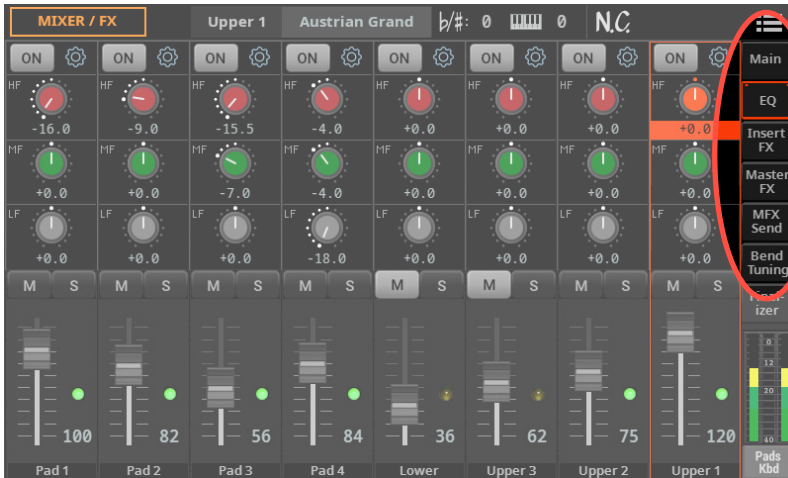 MIXER / FX Upper 1 Austrian Grand b/#: 0 0 N.C.
ON ON ON ON ON ON ON ON Main
HF HF HF HF HF HF HF HF EQ
-16.0 -9.0 -15.5 -4.0 +0.0 +0.0 +0.0 +0.0
MF MF MF MF MF MF MF MF Insert
FX
+0.0 +0.0 -7.0 -4.0 +0.0 +0.0 +0.0 +0.0 Master
FX
LF LF LF LF LF LF LF LF MFX
Send
+0.0 +0.0 +0.0 -18.0 +0.0 +0.0 +0.0 +0.0 Bend
Tuning
M S M S M S M S M S M S M S M S
Final-
izer
0
12
20
100 82 56 84 36 62 75 120 40
Pads
Kbd
Pad 1 Pad 2 Pad 3 Pad 4 Lower Upper 3 Upper 2 Upper 1